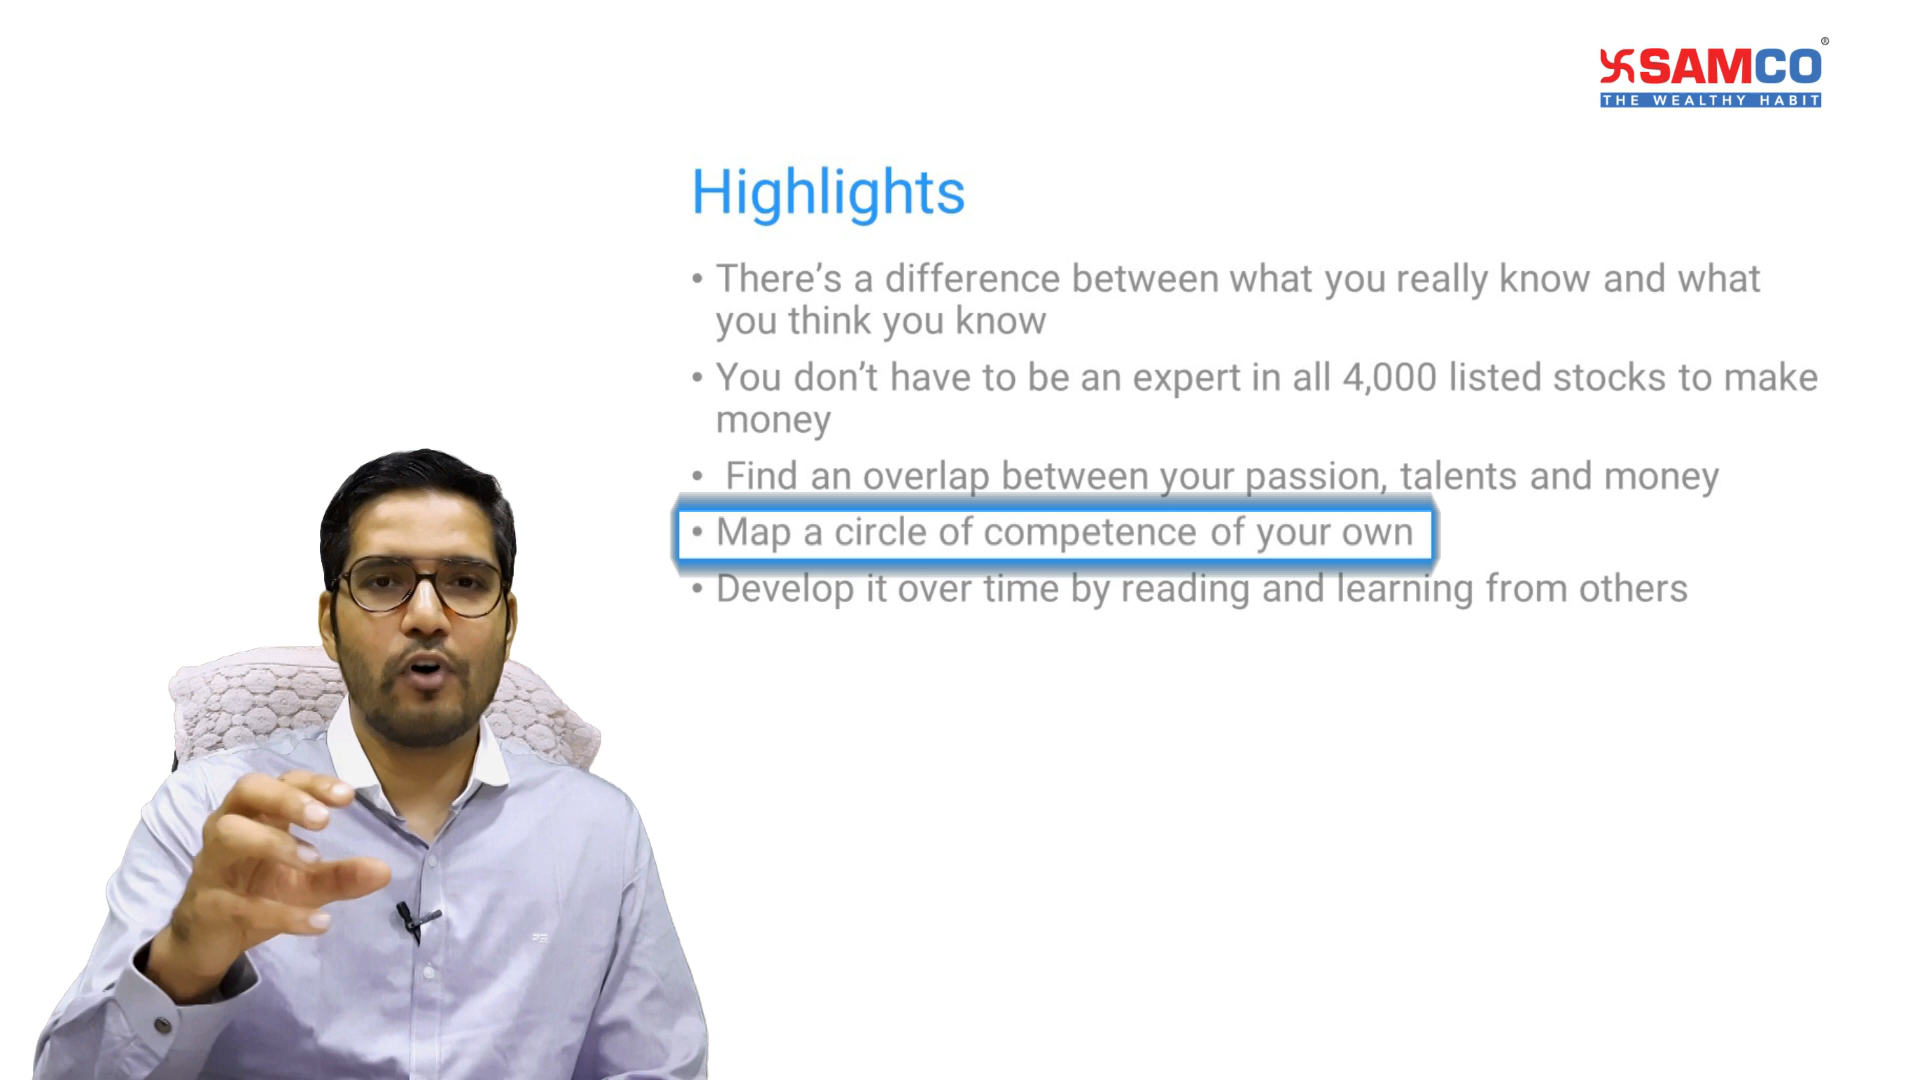 SAMCO®
THE WEALTHY HABIT
Highlights
• There’s a difference between what you really know and what
you think you know
• You don’t have to be an expert in all 4,000 listed stocks to make
money
• Find an overlap between your passion, talents and money
• Map a circle of competence of your own
• Develop it over time by reading and learning from others